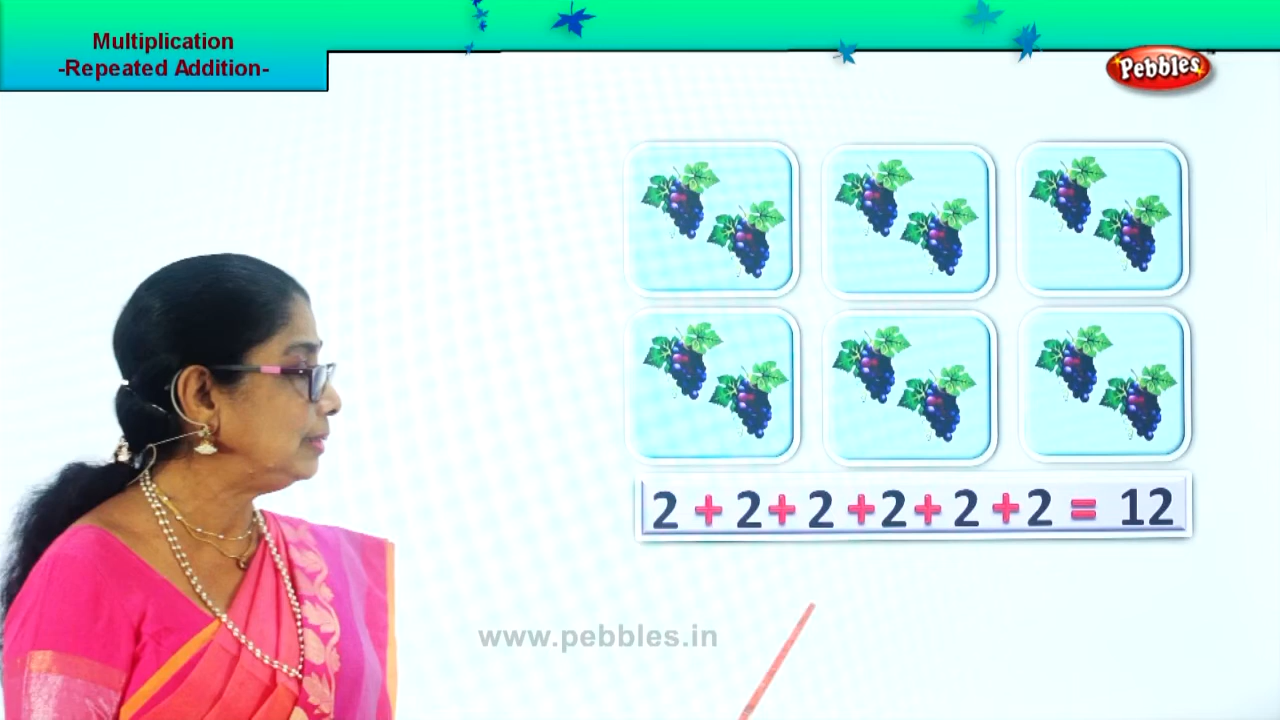 Multiplication
-Repeated Addition-
Pebbles
2 + 2 + 2 + 2 + 2 + 2 = 12
www.pebbles.in